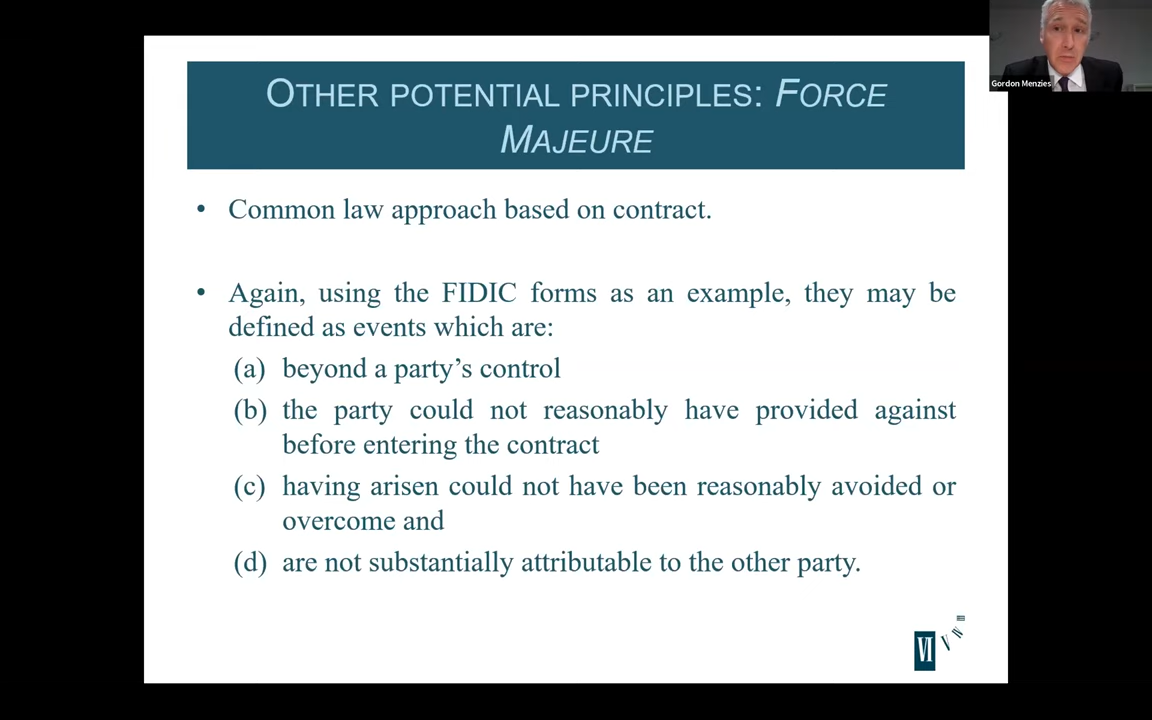 OTHER POTENTIAL PRINCIPLES: FORCE
MAJEURE
Gordon Menzies
• Common law approach based on contract.
• Again, using the FIDIC forms as an example, they may be
defined as events which are:
(a) beyond a party’s control
(b) the party could not reasonably have provided against
before entering the contract
(c) having arisen could not have been reasonably avoided or
overcome and
(d) are not substantially attributable to the other party.
VI
V